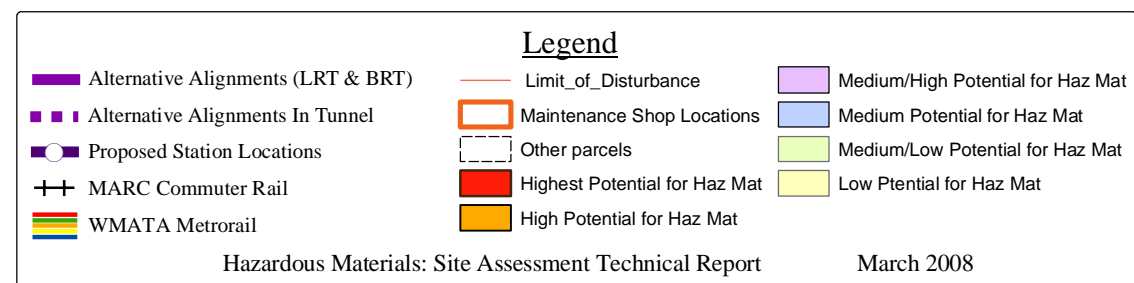 Legend
Alternative Alignments (LRT & BRT)
Alternative Alignments In Tunnel
Proposed Station Locations
MARC Commuter Rail
WMATA Metrorail
Limit_of_Disturbance
Maintenance Shop Locations
Other parcels
Highest Potential for Haz Mat
High Potential for Haz Mat
Medium/High Potential for Haz Mat
Medium Potential for Haz Mat
Medium/Low Potential for Haz Mat
Low Ptential for Haz Mat
Hazardous Materials: Site Assessment Technical Report March 2008